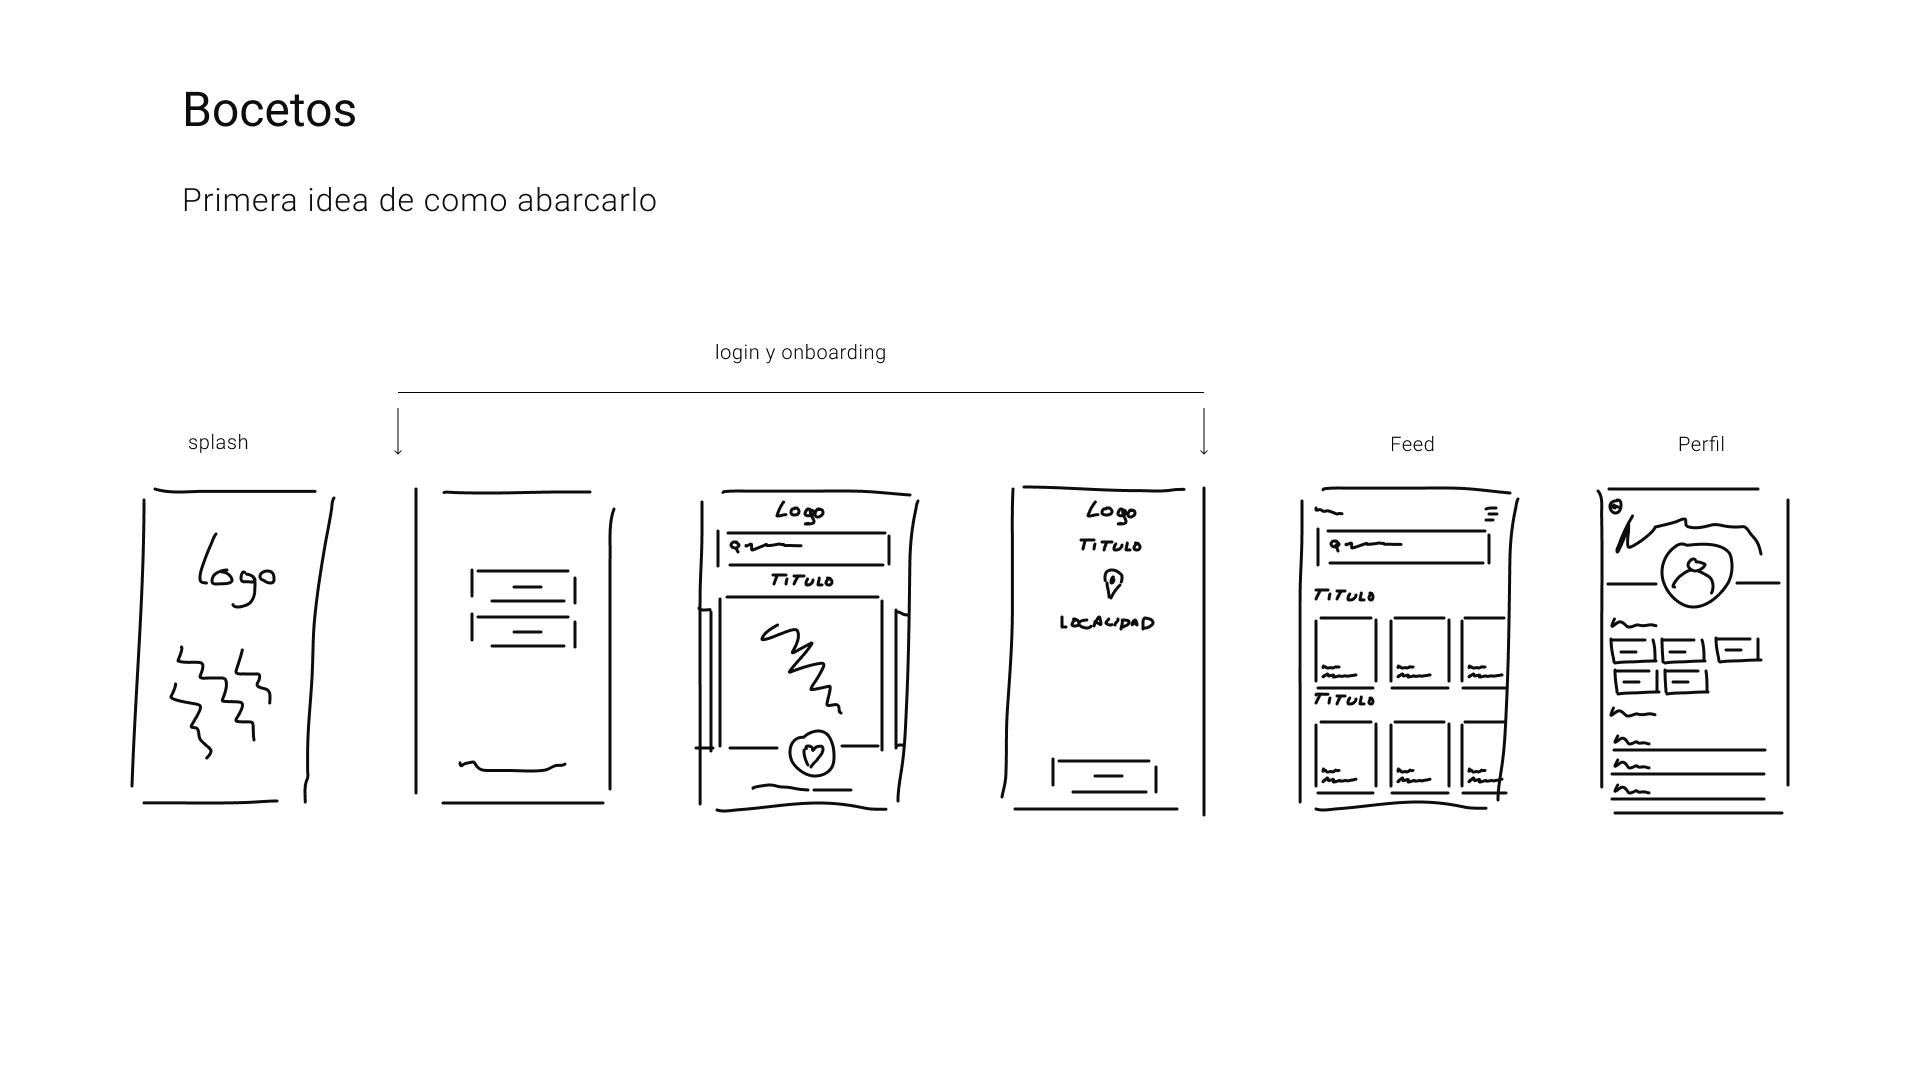 Bocetos
Primera idea de como abarcarlo
login y onboarding
splash
Feed
Perfil
Logo
Logo
TITULO
Logo
TITULO
LOCALIDAD
TITULO
TITULO